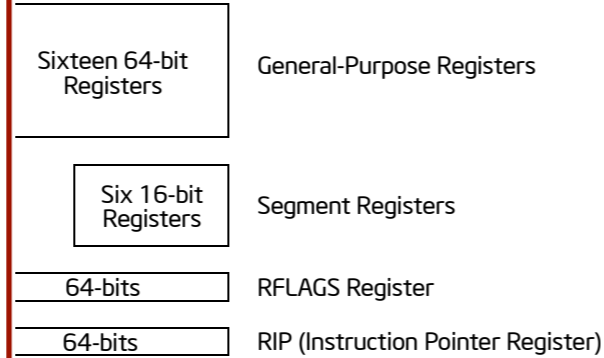 Sixteen 64-bit
Registers
General-Purpose Registers
Six 16-bit
Registers
Segment Registers
64-bits
RFLAGS Register
64-bits
RIP (Instruction Pointer Register)